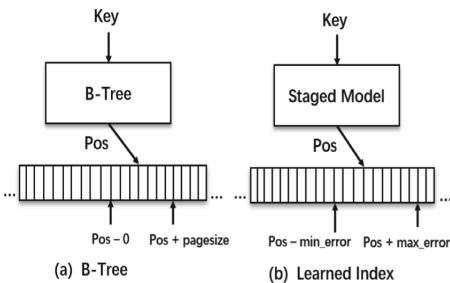 Key
B-Tree
Pos
...
...
Pos – 0
Pos + pagesize
(a) B-Tree
Key
Staged Model
Pos
...
...
Pos – min_error
Pos + max_error
(b) Learned Index